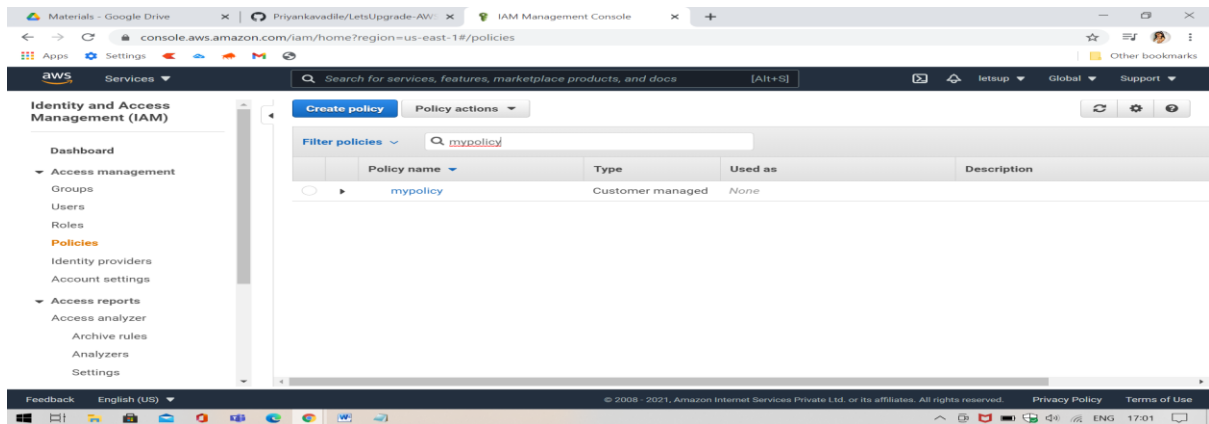 Materials - Google Drive
Priyankavadile/LetsUpgrade-AWS
IAM Management Console
console.aws.amazon.com/iam/home?region=us-east-1#/policies
Apps Settings Other bookmarks
aws Services Search for services, features, marketplace products, and docs [Alt+S] letsup Global Support
Identity and Access
Management (IAM)
Dashboard
Access management
Groups
Users
Roles
Policies
Identity providers
Account settings
Access reports
Access analyzer
Archive rules
Analyzers
Settings
Create policy Policy actions
Filter policies mypolicy
Policy name Type Used as Description
mypolicy Customer managed None
Feedback English (US) © 2008 - 2021, Amazon Internet Services Private Ltd. or its affiliates. All rights reserved. Privacy Policy Terms of Use
ENG 17:01